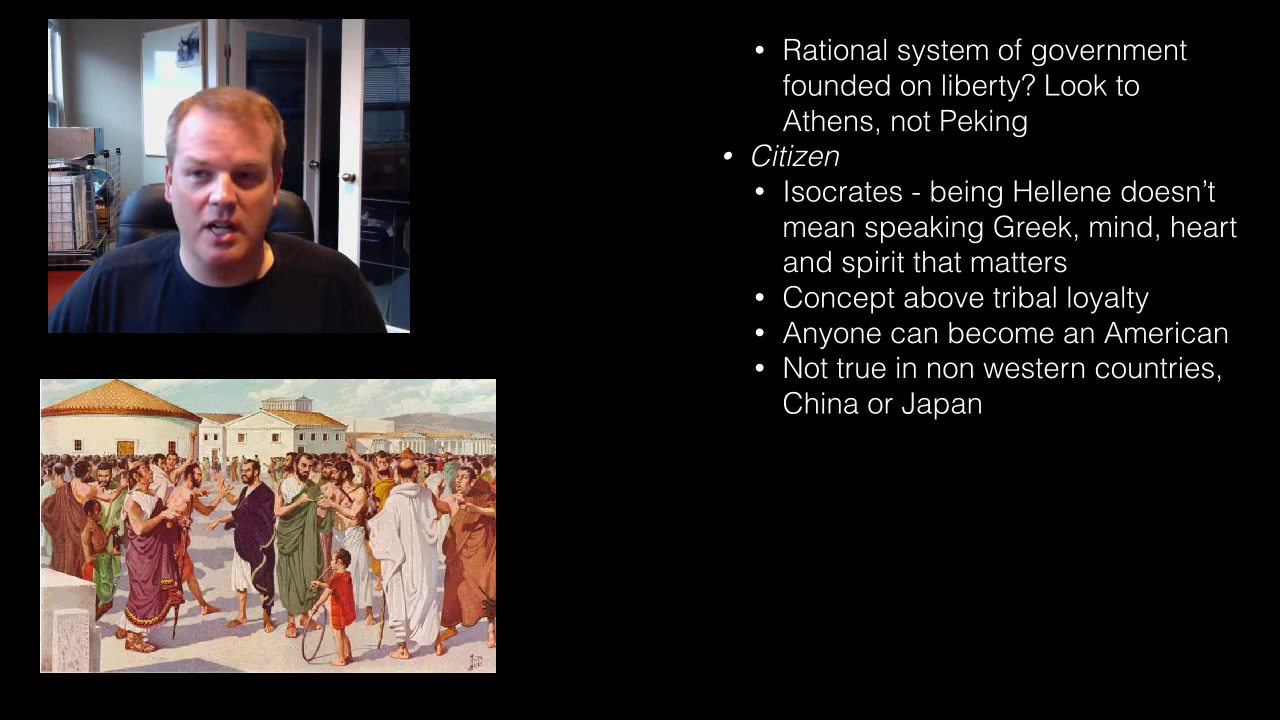 • Rational system of government
founded on liberty? Look to
Athens, not Peking
• Citizen
• Isocrates - being Hellene doesn’t
mean speaking Greek, mind, heart
and spirit that matters
• Concept above tribal loyalty
• Anyone can become an American
• Not true in non western countries,
China or Japan